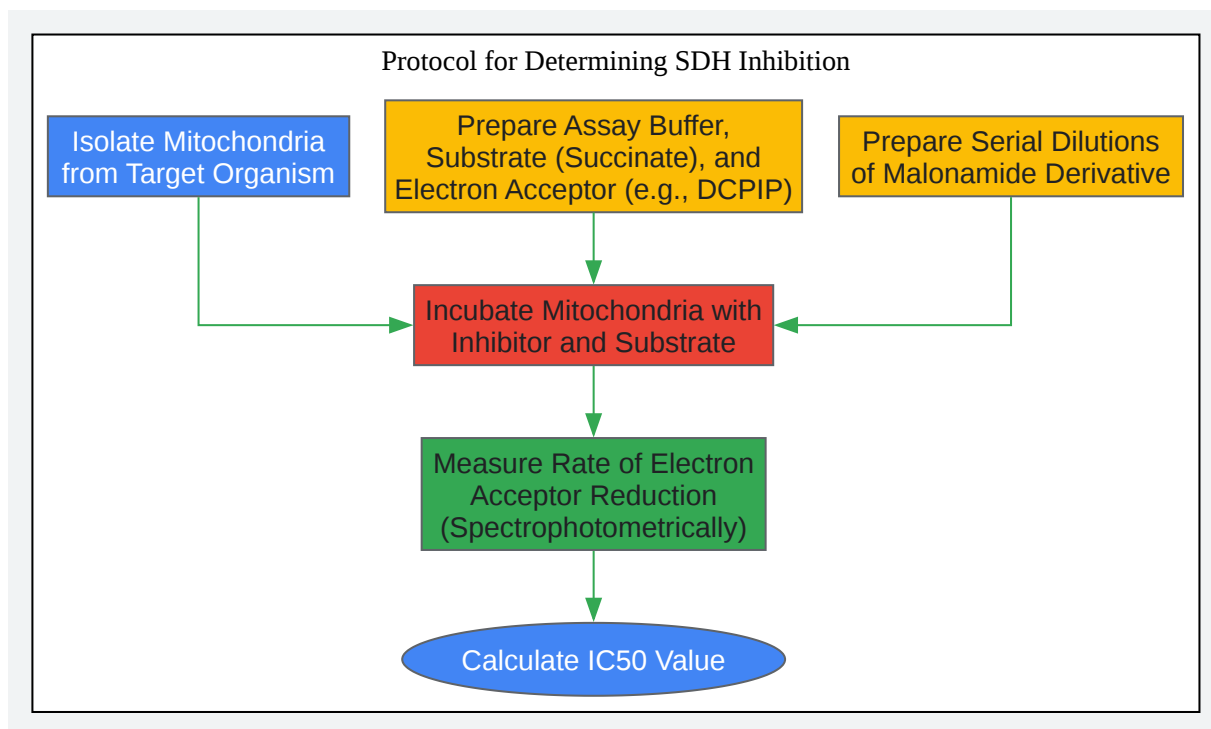 Protocol for Determining SDH Inhibition
Isolate Mitochondria
from Target Organism
Prepare Assay Buffer,
Substrate (Succinate), and
Electron Acceptor (e.g., DCPIP)
Prepare Serial Dilutions
of Malonamide Derivative
Incubate Mitochondria with
Inhibitor and Substrate
Measure Rate of Electron
Acceptor Reduction
(Spectrophotometrically)
Calculate IC50 Value